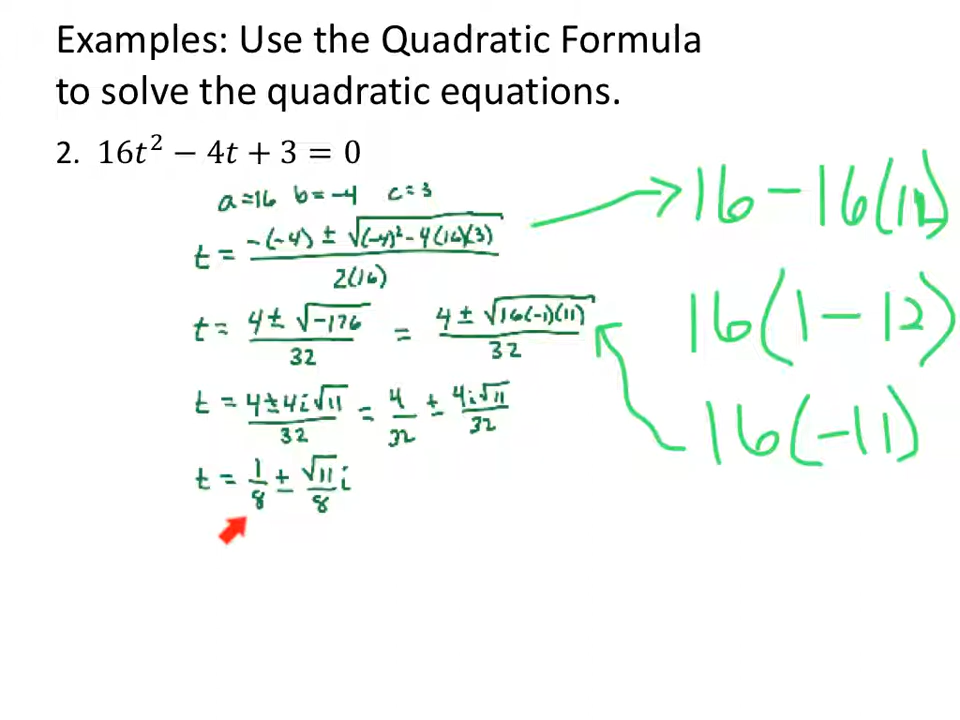 Examples: Use the Quadratic Formula
to solve the quadratic equations.
2. 16t² − 4t + 3 = 0
a = 16 b = -4 c = 3
t = (-(-4) ± √((-4)² - 4(16)(3))) / 2(16)
16 - 16(12)
t = (4 ± √-176) / 32 = (4 ± √(16(-1)(11))) / 32
16(1 - 12)
t = (4 ± 4i√11) / 32 = 4/32 ± 4i√11/32
16(-11)
t = 1/8 ± √11/8 i